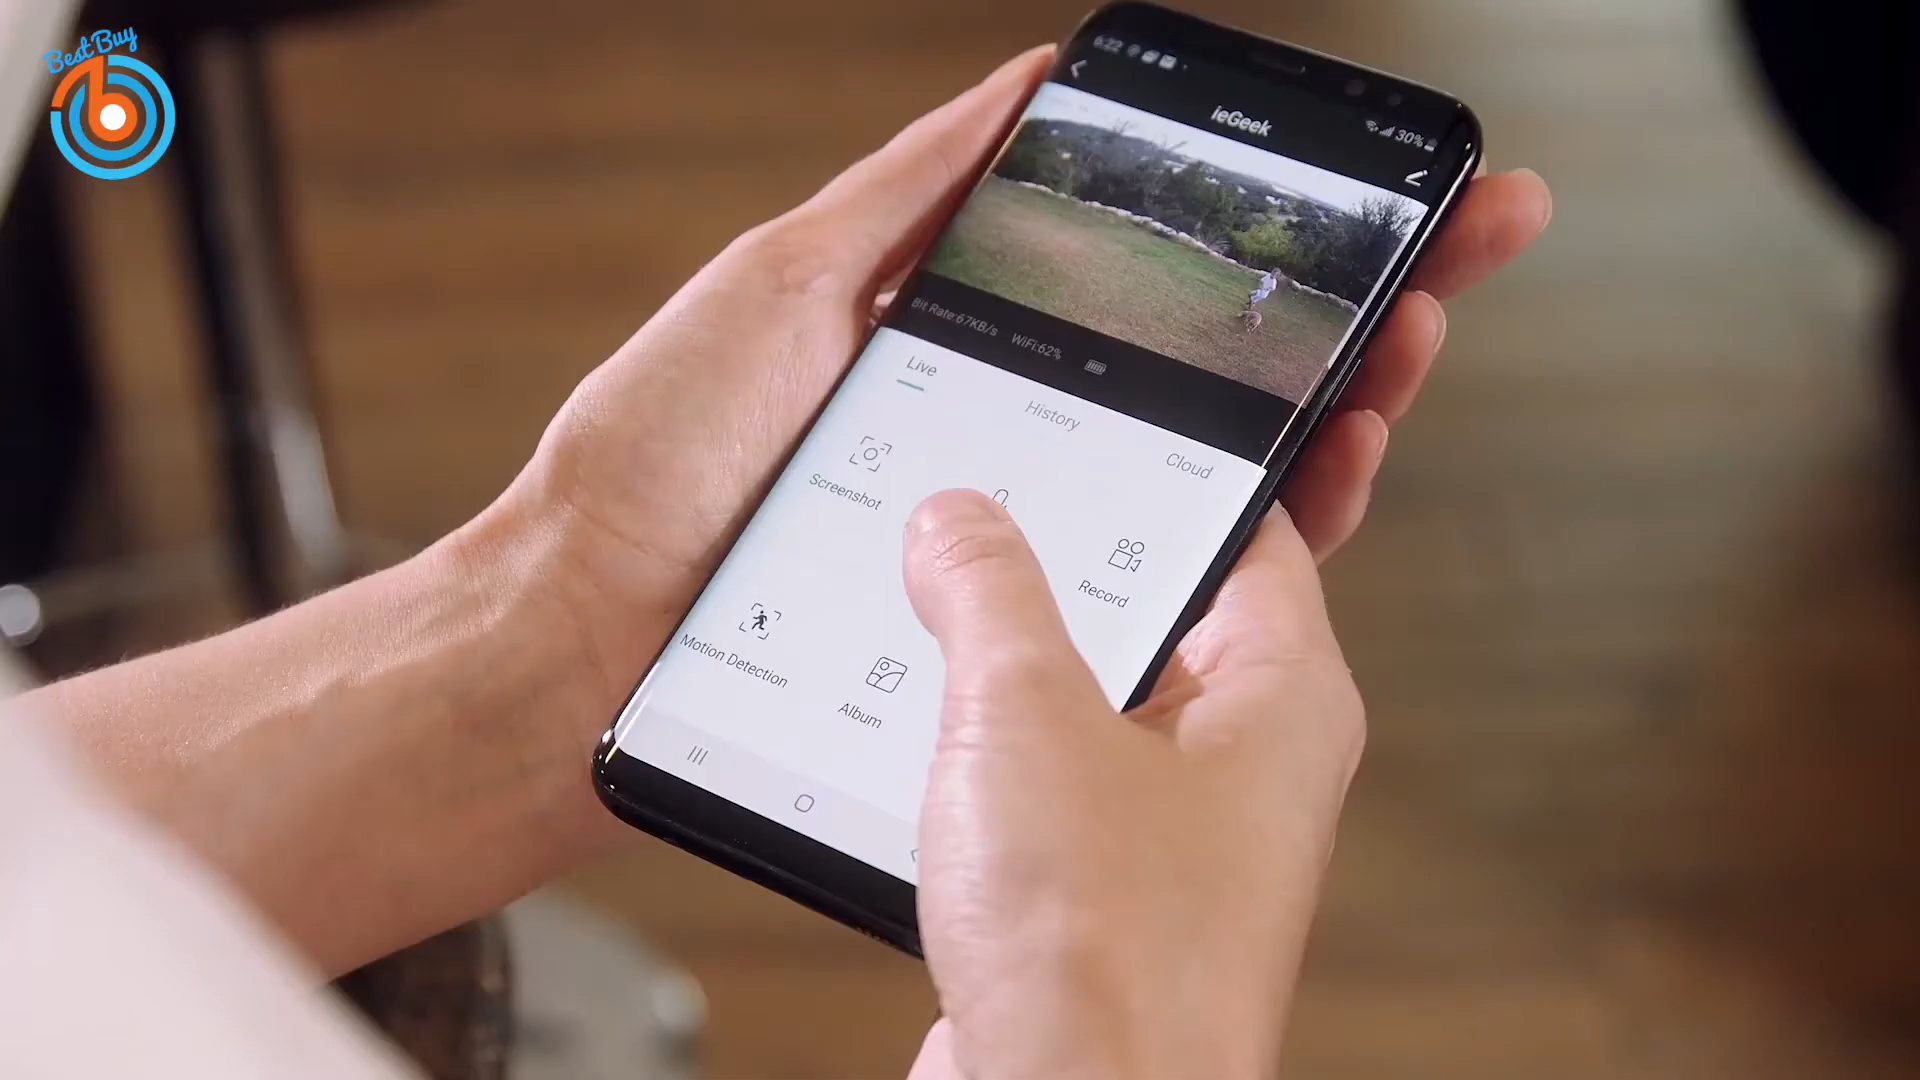 Best Buy
6:22
30%
ieGeek
Bit Rate:67KB/s WiFi:62%
Live
History
Cloud
Screenshot
Record
Motion Detection
Album